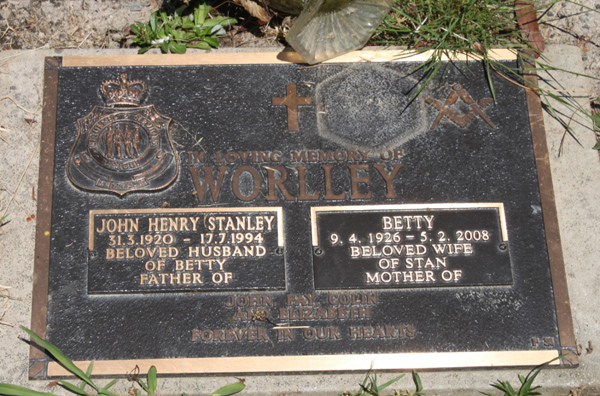 IN LOVING MEMORY OF
WORLLEY
JOHN HENRY (STANLEY
31.3.1920 - 17.7.1994
BELOVED HUSBAND
OF BETTY
FATHER OF
BETTY
9. 4. 1926 - 5. 2. 2008
BELOVED WIFE
OF STAN
MOTHER OF
JOHN, FAY, COLIN
AND ELIZABETH
FOREVER IN OUR HEARTS